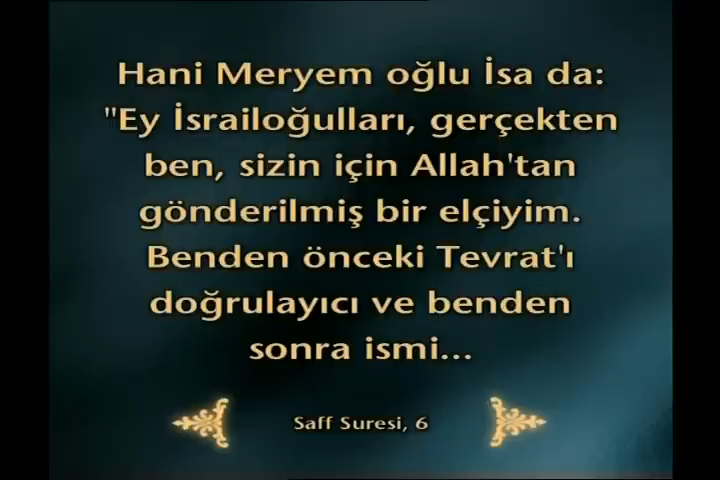 Hani Meryem oğlu İsa da:
"Ey İsrailoğulları, gerçekten
ben, sizin için Allah'tan
gönderilmiş bir elçiyim.
Benden önceki Tevrat'ı
doğrulayıcı ve benden
sonra ismi...
Saff Suresi, 6